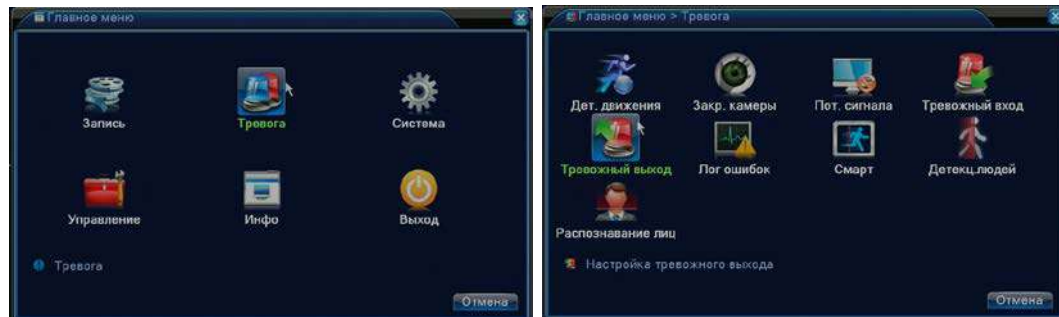 Главное меню
Запись
Тревога
Система
Управление
Инфо
Выход
Тревога
Отмена
Главное меню > Тревога
Дет. движения
Закр. камеры
Пот. сигнала
Тревожный вход
Тревожный выход
Лог ошибок
Смарт
Детекц.людей
Распознавание лиц
Настройка тревожного выхода
Отмена